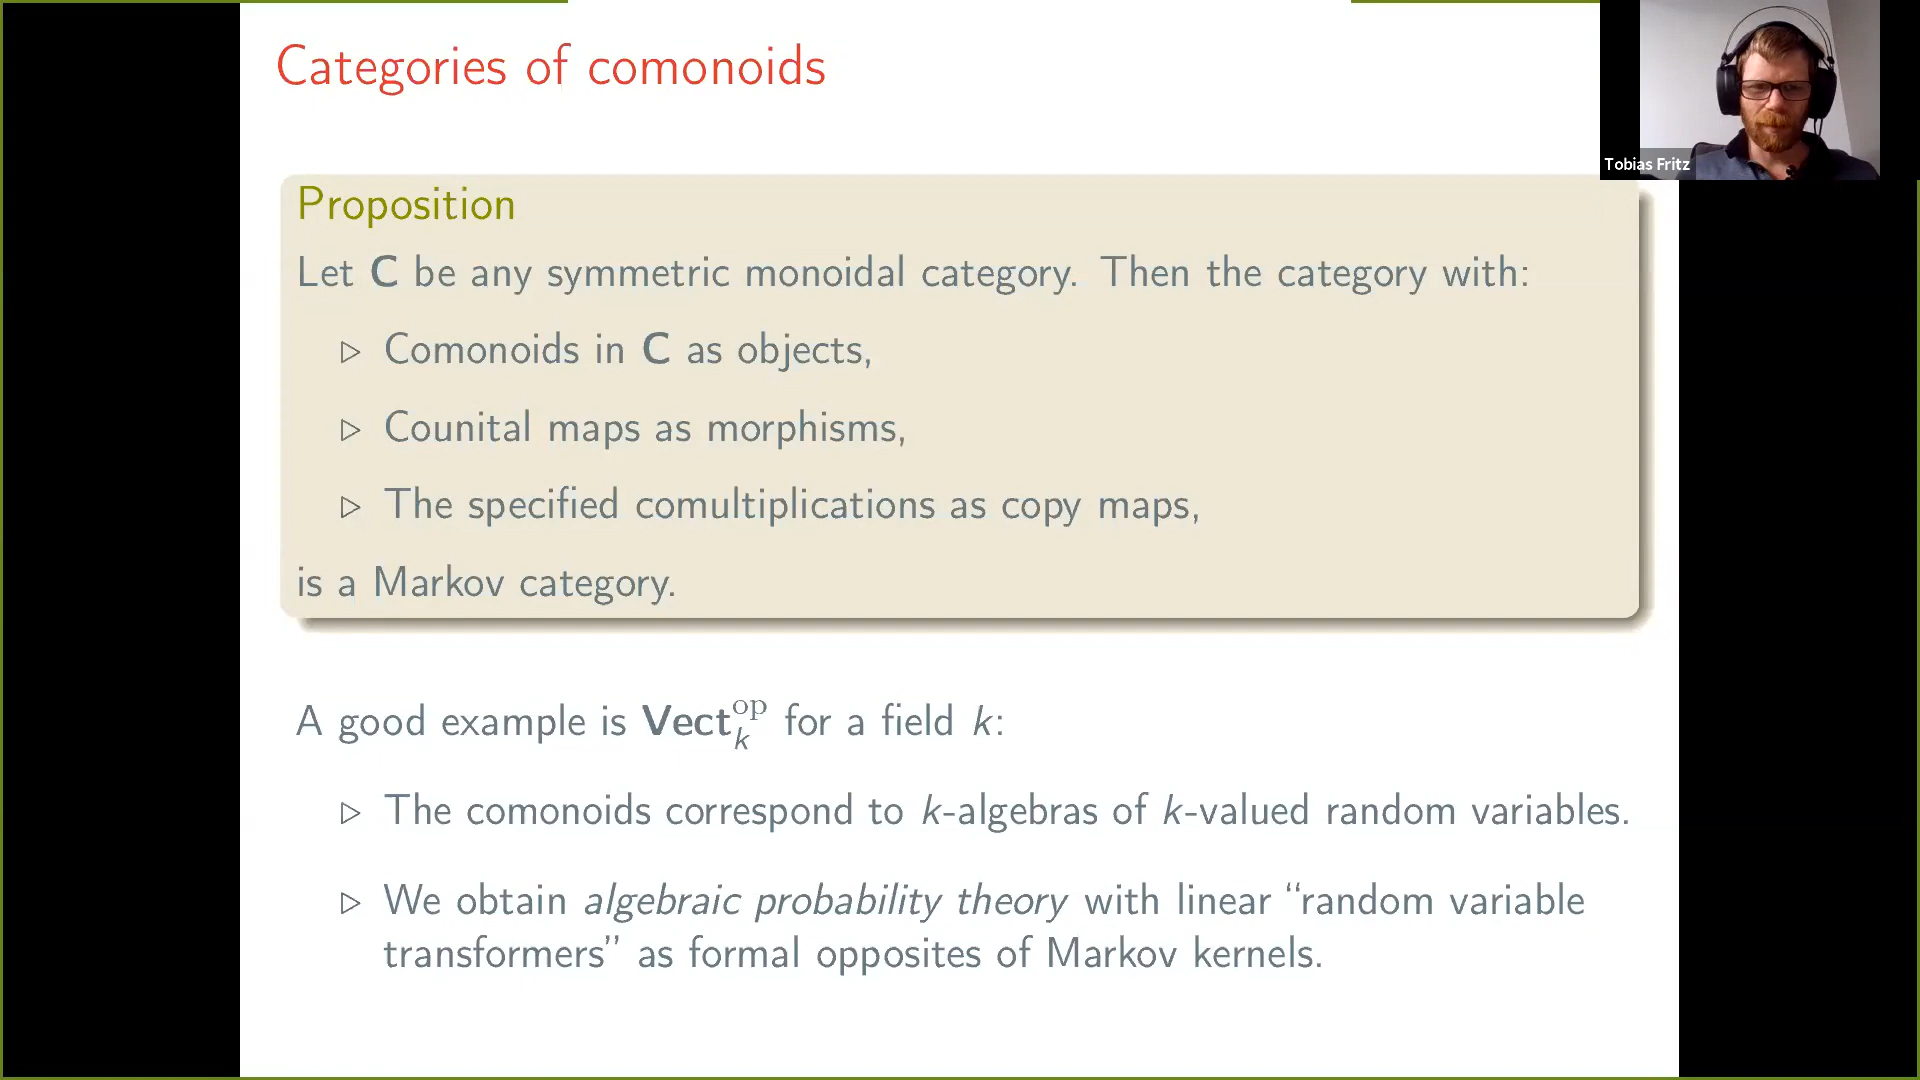 Categories of comonoids
Tobias Fritz
Proposition
Let C be any symmetric monoidal category. Then the category with:
▷ Comonoids in C as objects,
▷ Counital maps as morphisms,
▷ The specified comultiplications as copy maps,
is a Markov category.
A good example is Vect_k^op for a field k:
▷ The comonoids correspond to k-algebras of k-valued random variables.
▷ We obtain algebraic probability theory with linear “random variable
transformers” as formal opposites of Markov kernels.